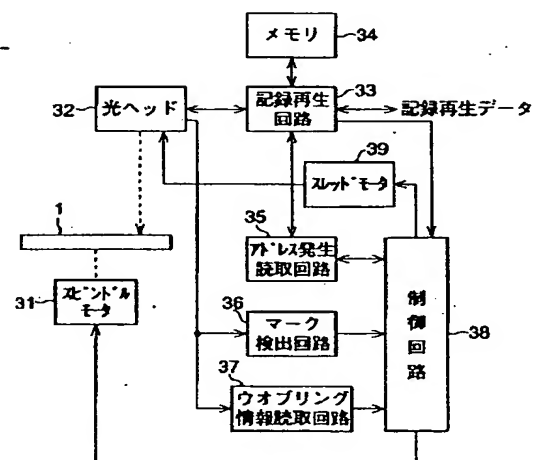 メモリ
34
33
32
光ヘッド
記録再生
回路
記録再生データ
39
スレッドモータ
1
35
アドレス発生
読取回路
31
スピンドル
モータ
36
マーク
検出回路
制御回路
38
37
ウオブリング
情報読取回路